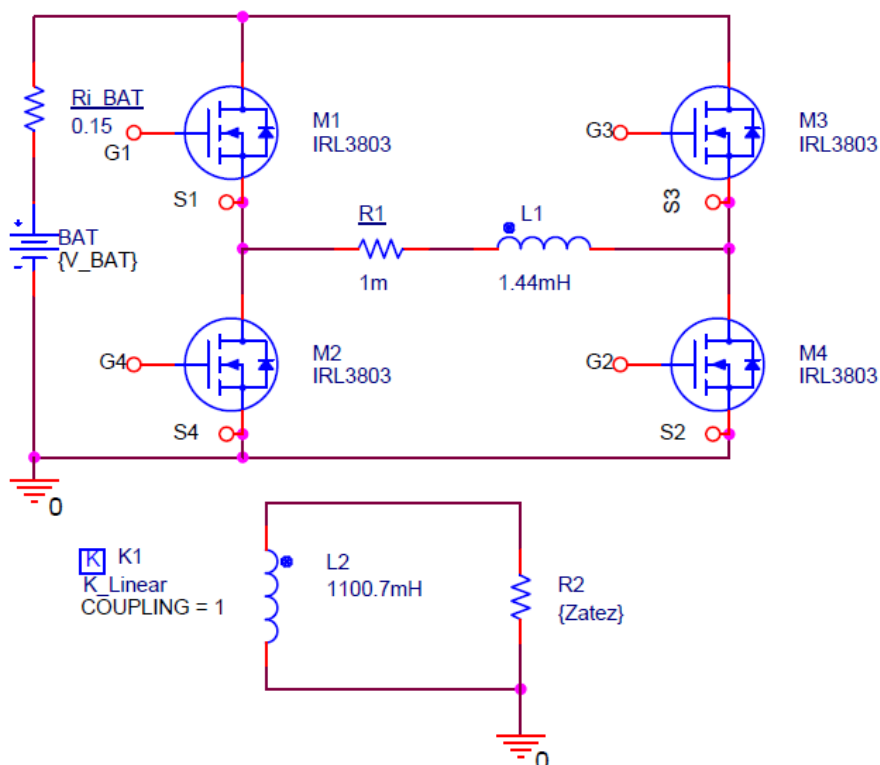 Ri_BAT
0.15
G1
M1
IRL3803
G3
M3
IRL3803
S1
S3
R1
1m
L1
1.44mH
+
BAT
{V_BAT}
-
G4
M2
IRL3803
G2
M4
IRL3803
S4
S2
0
K K1
K_Linear
COUPLING = 1
L2
1100.7mH
R2
{Zatez}
0